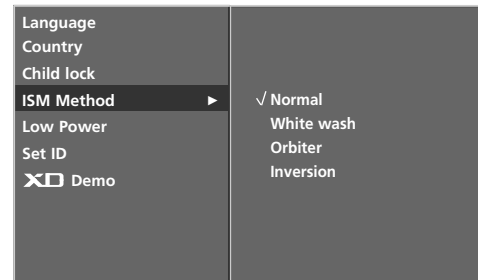 Language
Country
Child lock
ISM Method ►
Low Power
Set ID
XD Demo
√ Normal
White wash
Orbiter
Inversion